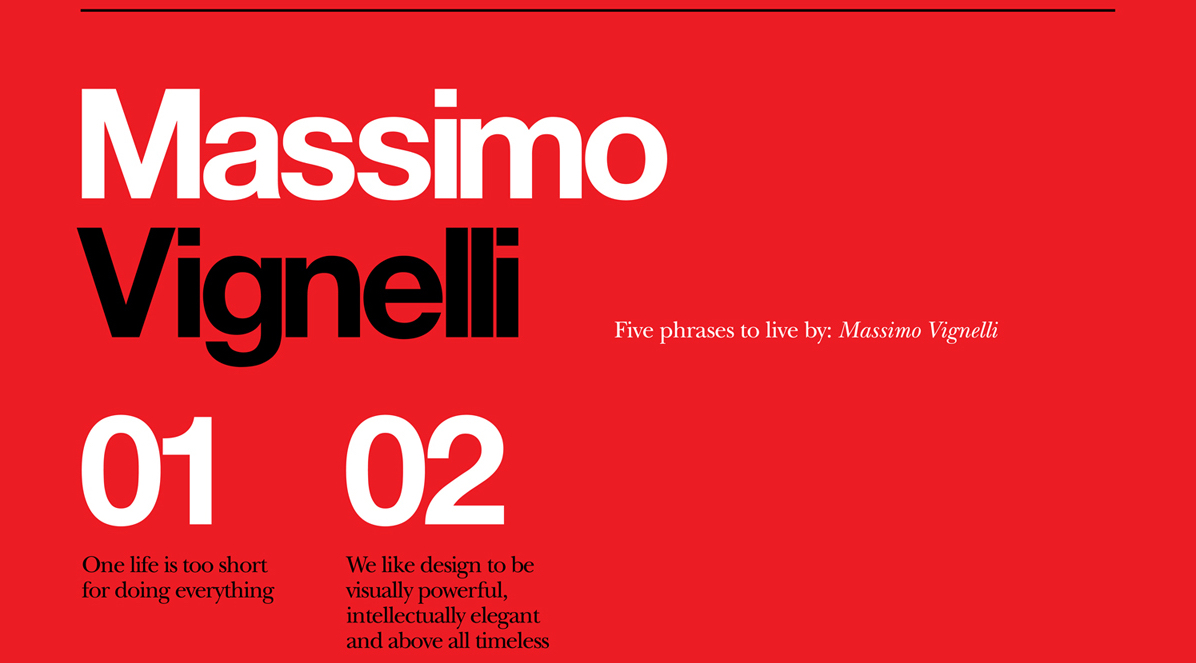 Massimo
Vignelli
Five phrases to live by: Massimo Vignelli
01
One life is too short
for doing everything
02
We like design to be
visually powerful,
intellectually elegant
and above all timeless